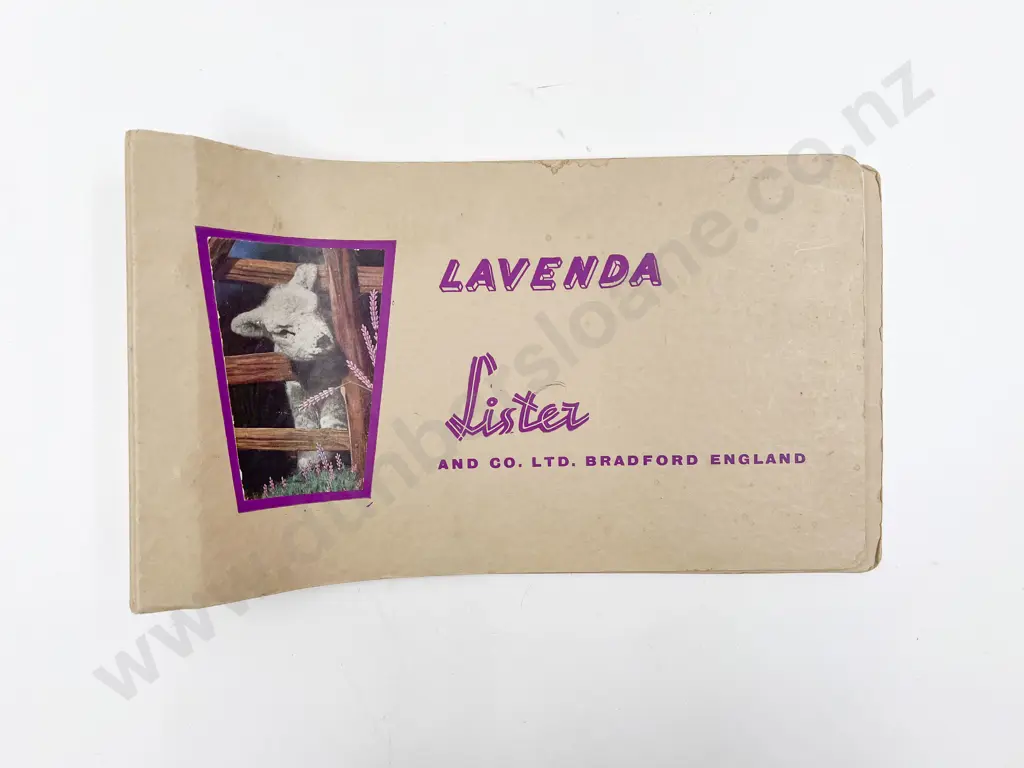 LAVENDA
Lister
AND CO. LTD. BRADFORD ENGLAND
www.dunbarsloane.co.nz